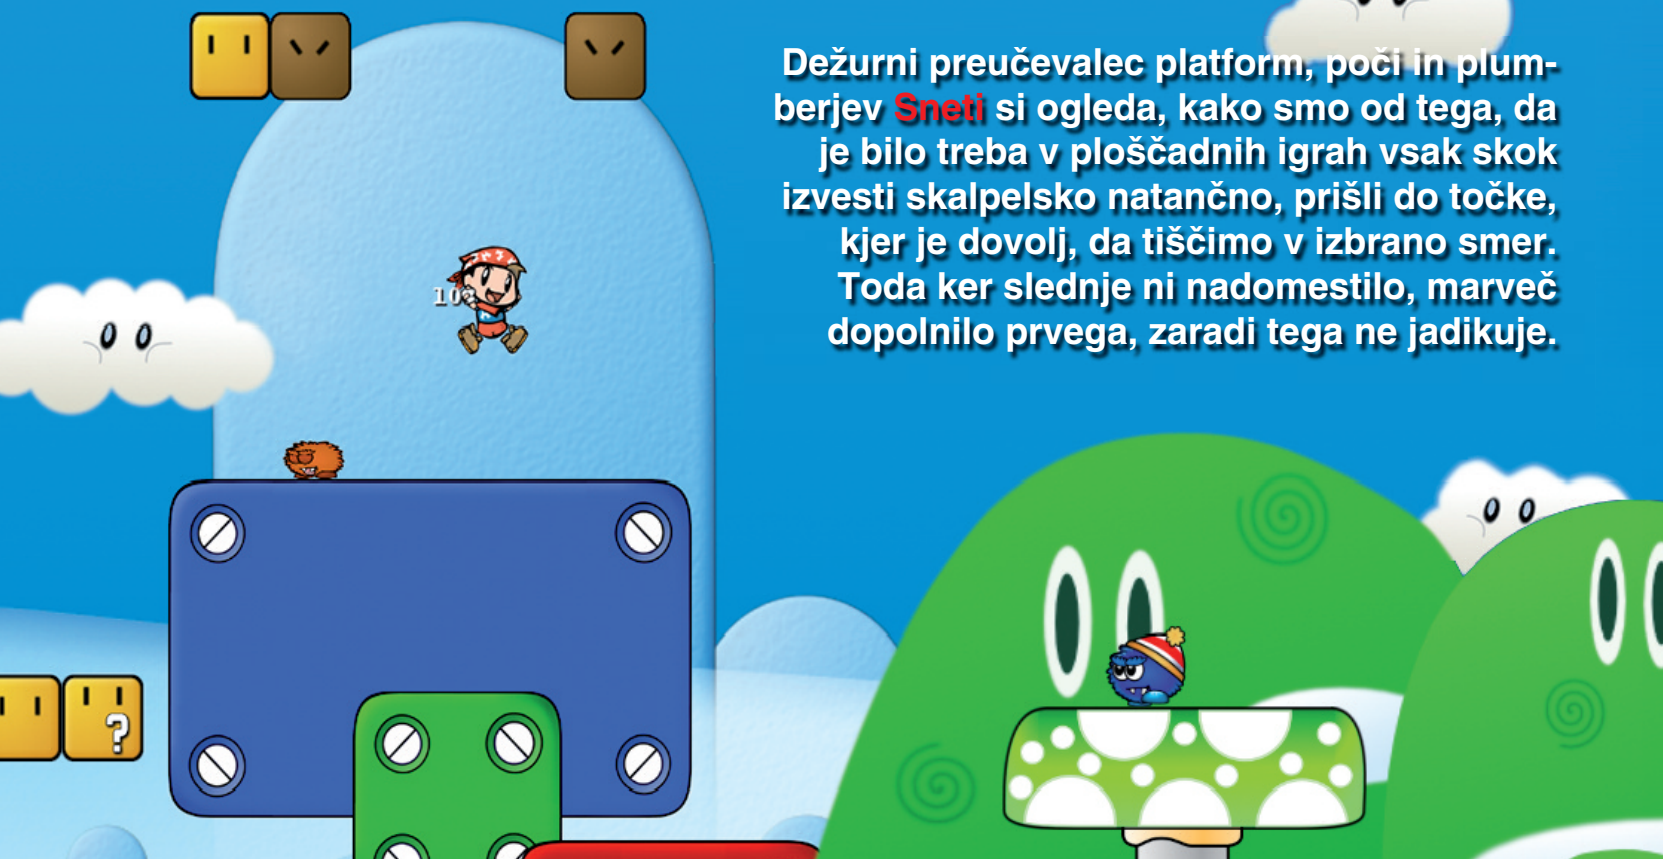 Dežurni preučevalec platform, poči in plum-
berjev Sneti si ogleda, kako smo od tega, da
je bilo treba v ploščadnih igrah vsak skok
izvesti skalpelsko natančno, prišli do točke,
kjer je dovolj, da tiščimo v izbrano smer.
Toda ker slednje ni nadomestilo, marveč
dopolnilo prvega, zaradi tega ne jadikuje.
?